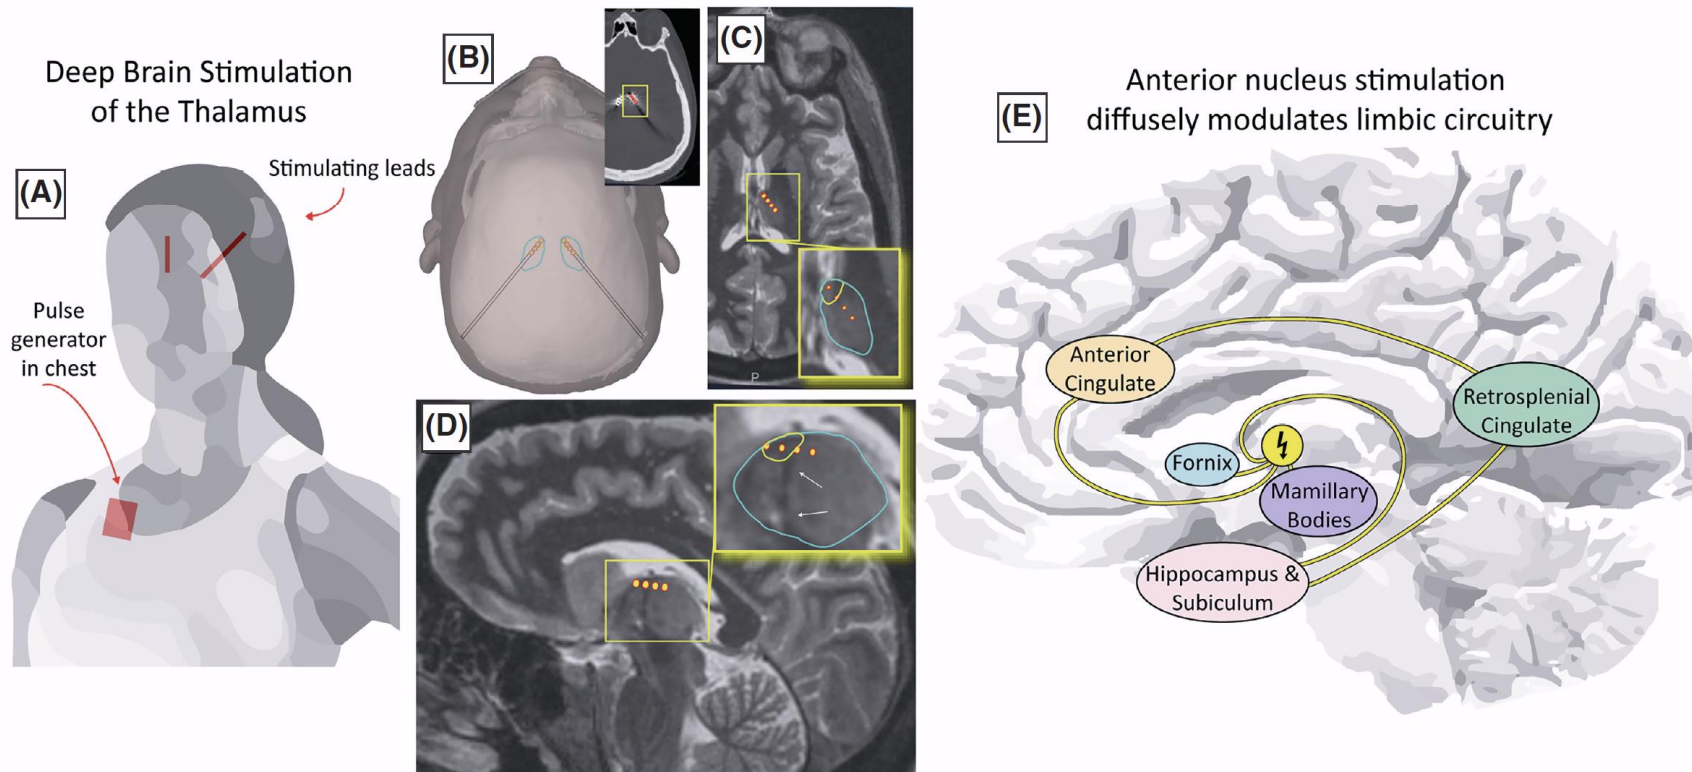 Deep Brain Stimulation
of the Thalamus
(A)
Stimulating leads
Pulse
generator
in chest
(B)
(C)
P
(D)
(E)
Anterior nucleus stimulation
diffusely modulates limbic circuitry
Anterior
Cingulate
Retrosplenial
Cingulate
Fornix
Mamillary
Bodies
Hippocampus &
Subiculum